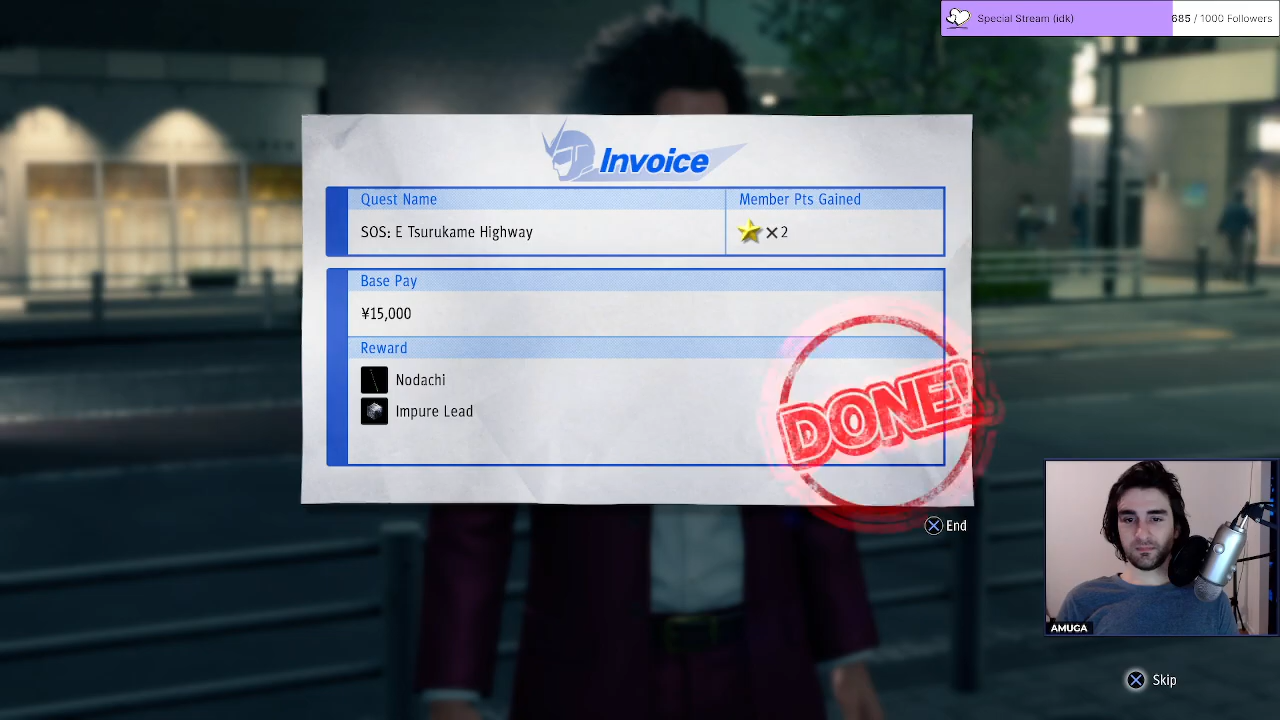 Special Stream (idk) 685 / 1000 Followers
Invoice
Quest Name Member Pts Gained
SOS: E Tsurukame Highway ×2
Base Pay
¥15,000
Reward
Nodachi
Impure Lead
DONE!
End
AMUGA
Skip